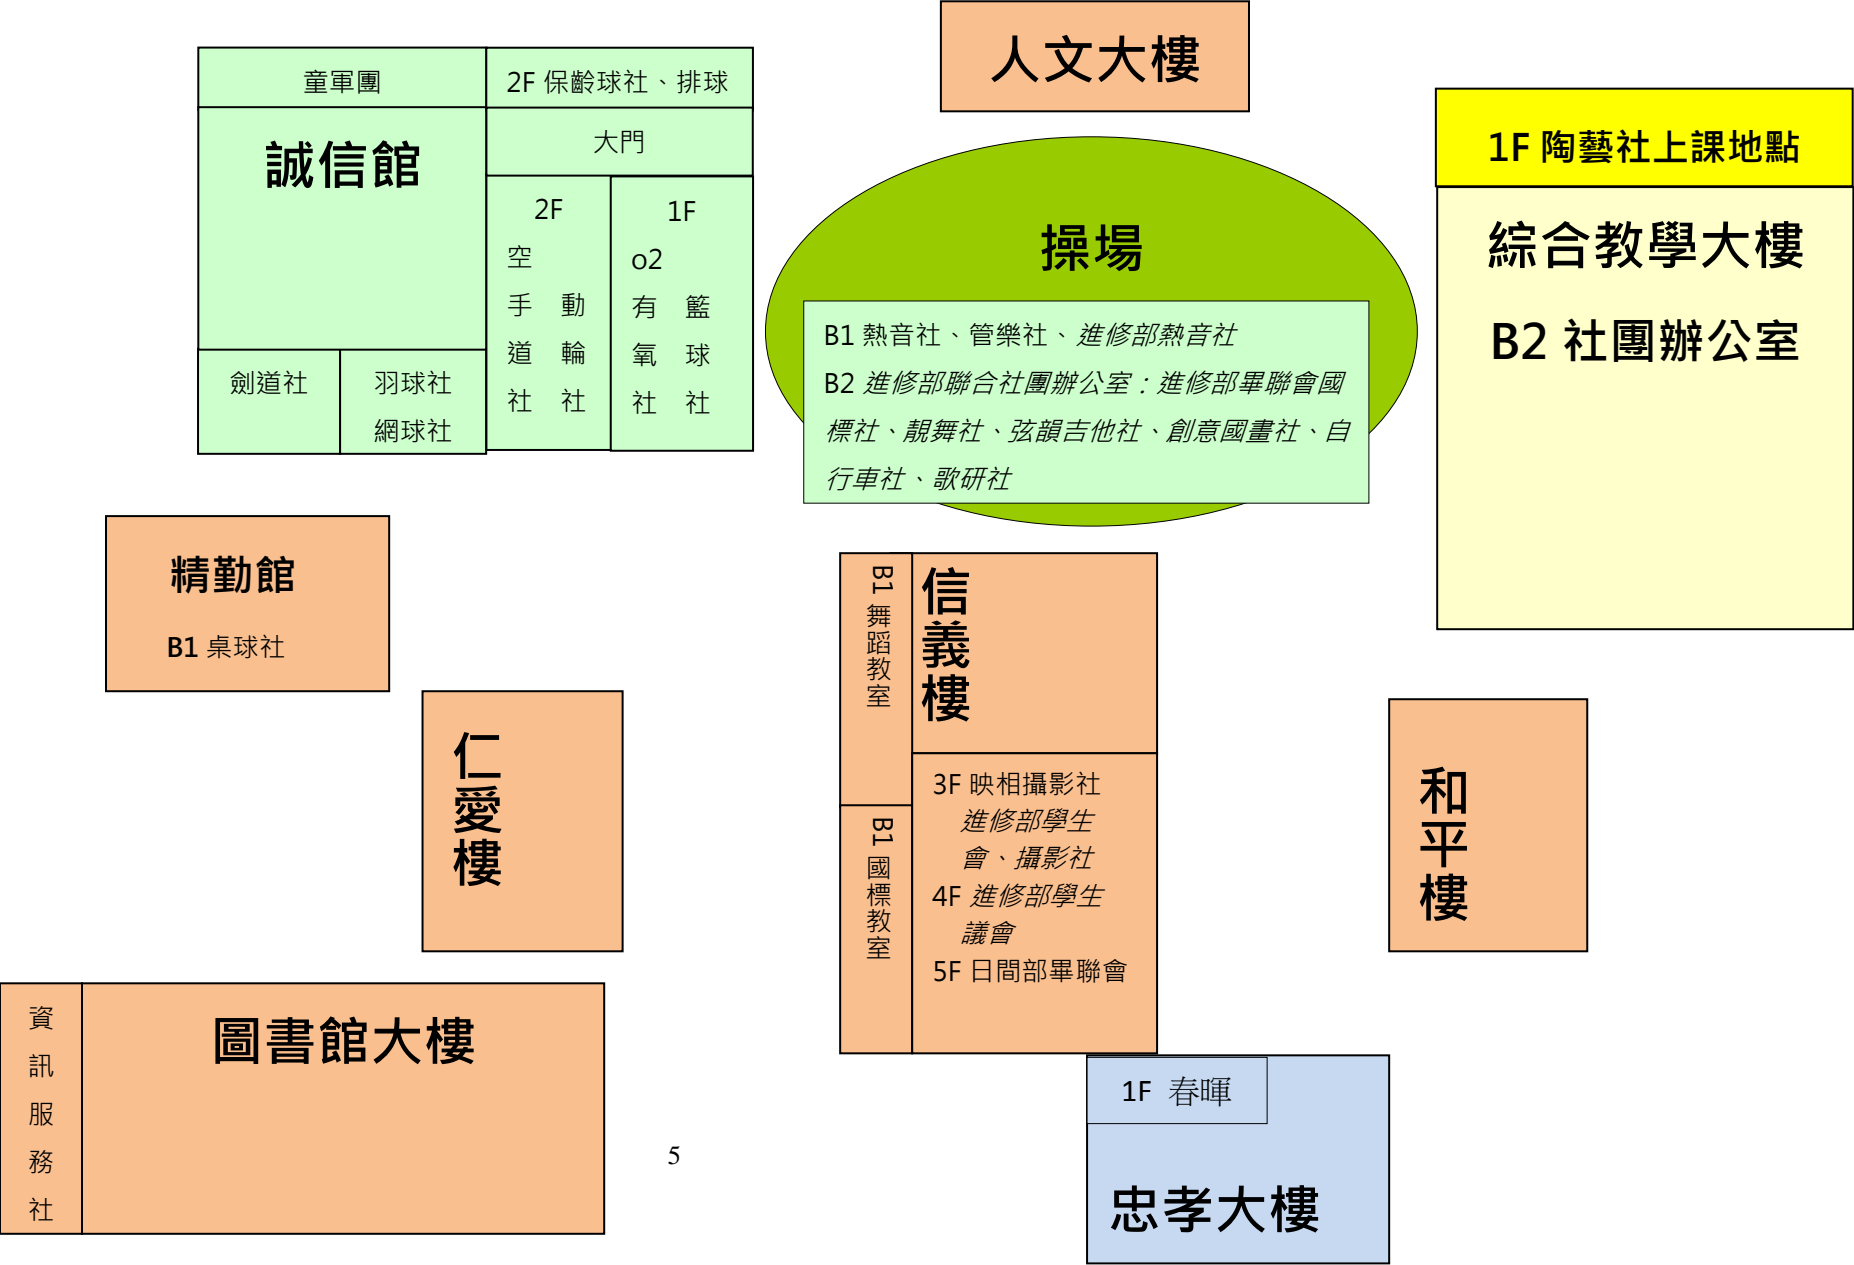 人文大樓
童軍團
2F 保齡球社、排球
大門
誠信館
2F
空手道社
動輪社
1F
o2有氧社
籃球社
劍道社
羽球社
網球社
操場
B1 熱音社、管樂社、進修部熱音社
B2 進修部聯合社團辦公室：進修部畢聯會國
標社、靚舞社、弦韻吉他社、創意國畫社、自
行車社、歌研社
1F 陶藝社上課地點
綜合教學大樓
B2 社團辦公室
精勤館
B1 桌球社
仁愛樓
B1 舞蹈教室
信義樓
B1 國標教室
3F 映相攝影社
進修部學生
會、攝影社
4F 進修部學生
議會
5F 日間部畢聯會
和平樓
資訊服務社
圖書館大樓
1F 春暉
忠孝大樓
5